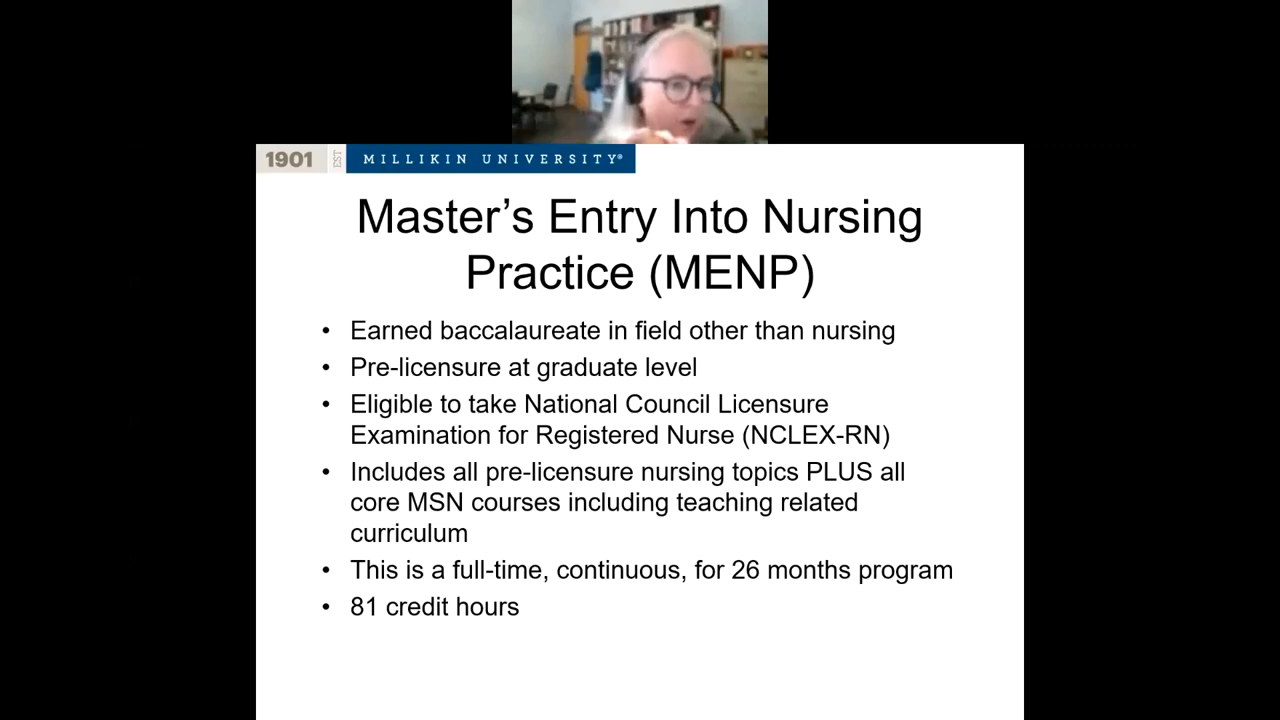 1901 EST MILLIKIN UNIVERSITY®
Master’s Entry Into Nursing
Practice (MENP)
• Earned baccalaureate in field other than nursing
• Pre-licensure at graduate level
• Eligible to take National Council Licensure
Examination for Registered Nurse (NCLEX-RN)
• Includes all pre-licensure nursing topics PLUS all
core MSN courses including teaching related
curriculum
• This is a full-time, continuous, for 26 months program
• 81 credit hours